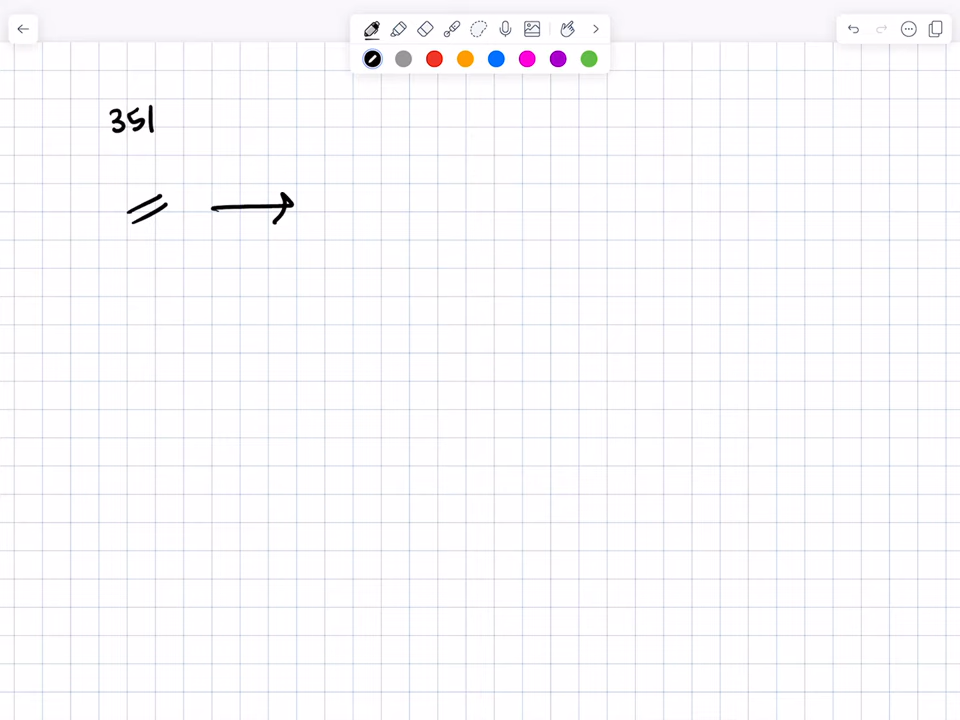 351
= →